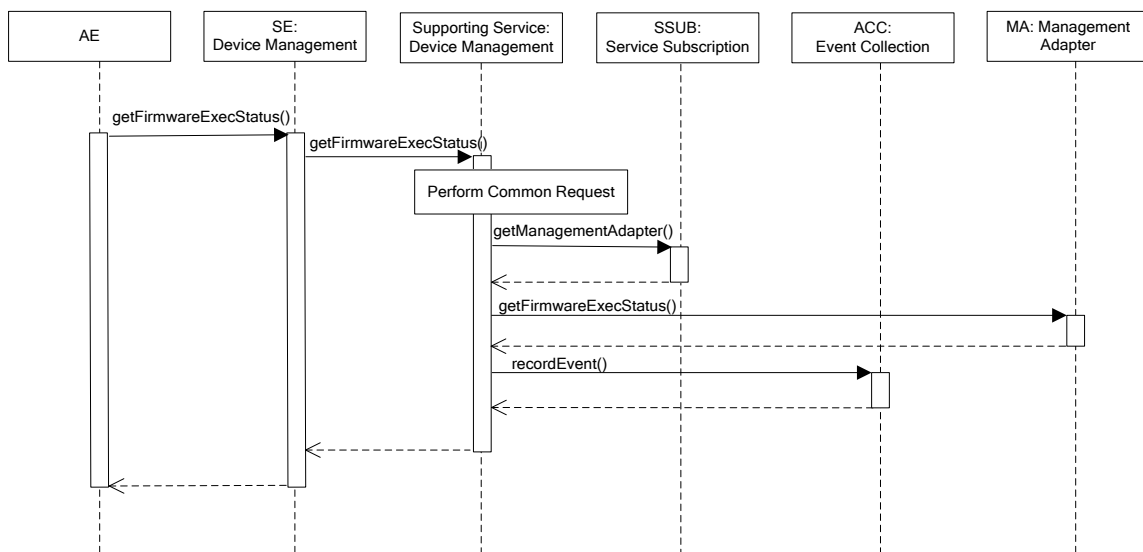 AE
SE:
Device Management
Supporting Service:
Device Management
SSUB:
Service Subscription
ACC:
Event Collection
MA: Management
Adapter
getFirmwareExecStatus()
getFirmwareExecStatus()
Perform Common Request
getManagementAdapter()
getFirmwareExecStatus()
recordEvent()